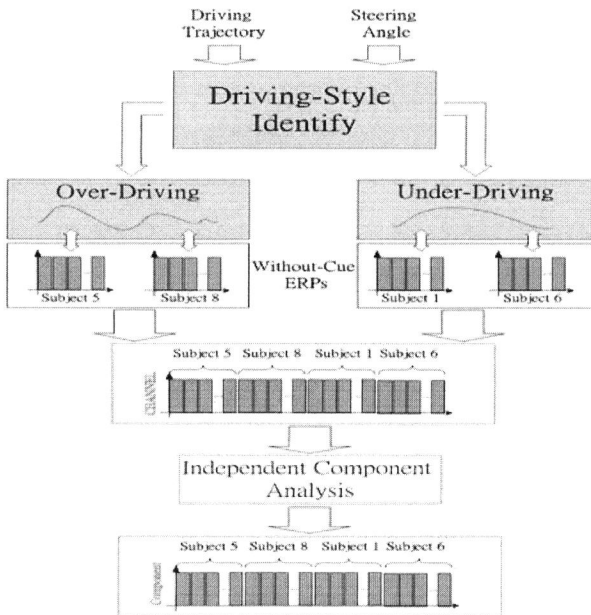 Driving
Trajectory
Steering
Angle
Driving-Style
Identify
Over-Driving
Under-Driving
Without-Cue
ERPs
Subject 5
Subject 8
Subject 1
Subject 6
Subject 5 Subject 8 Subject 1 Subject 6
CHANNEL
Independent Component
Analysis
Subject 5 Subject 8 Subject 1 Subject 6
Component